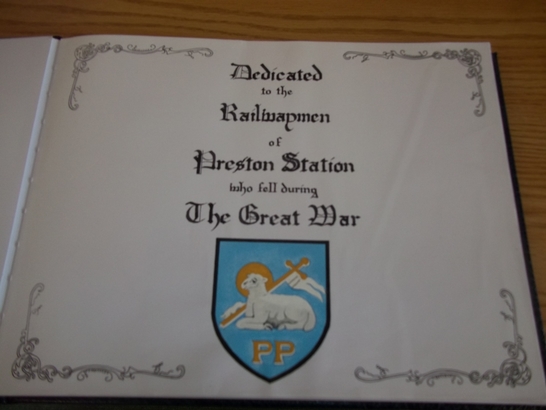 Dedicated
to the
Railwaymen
of
Preston Station
who fell during
The Great War
PP